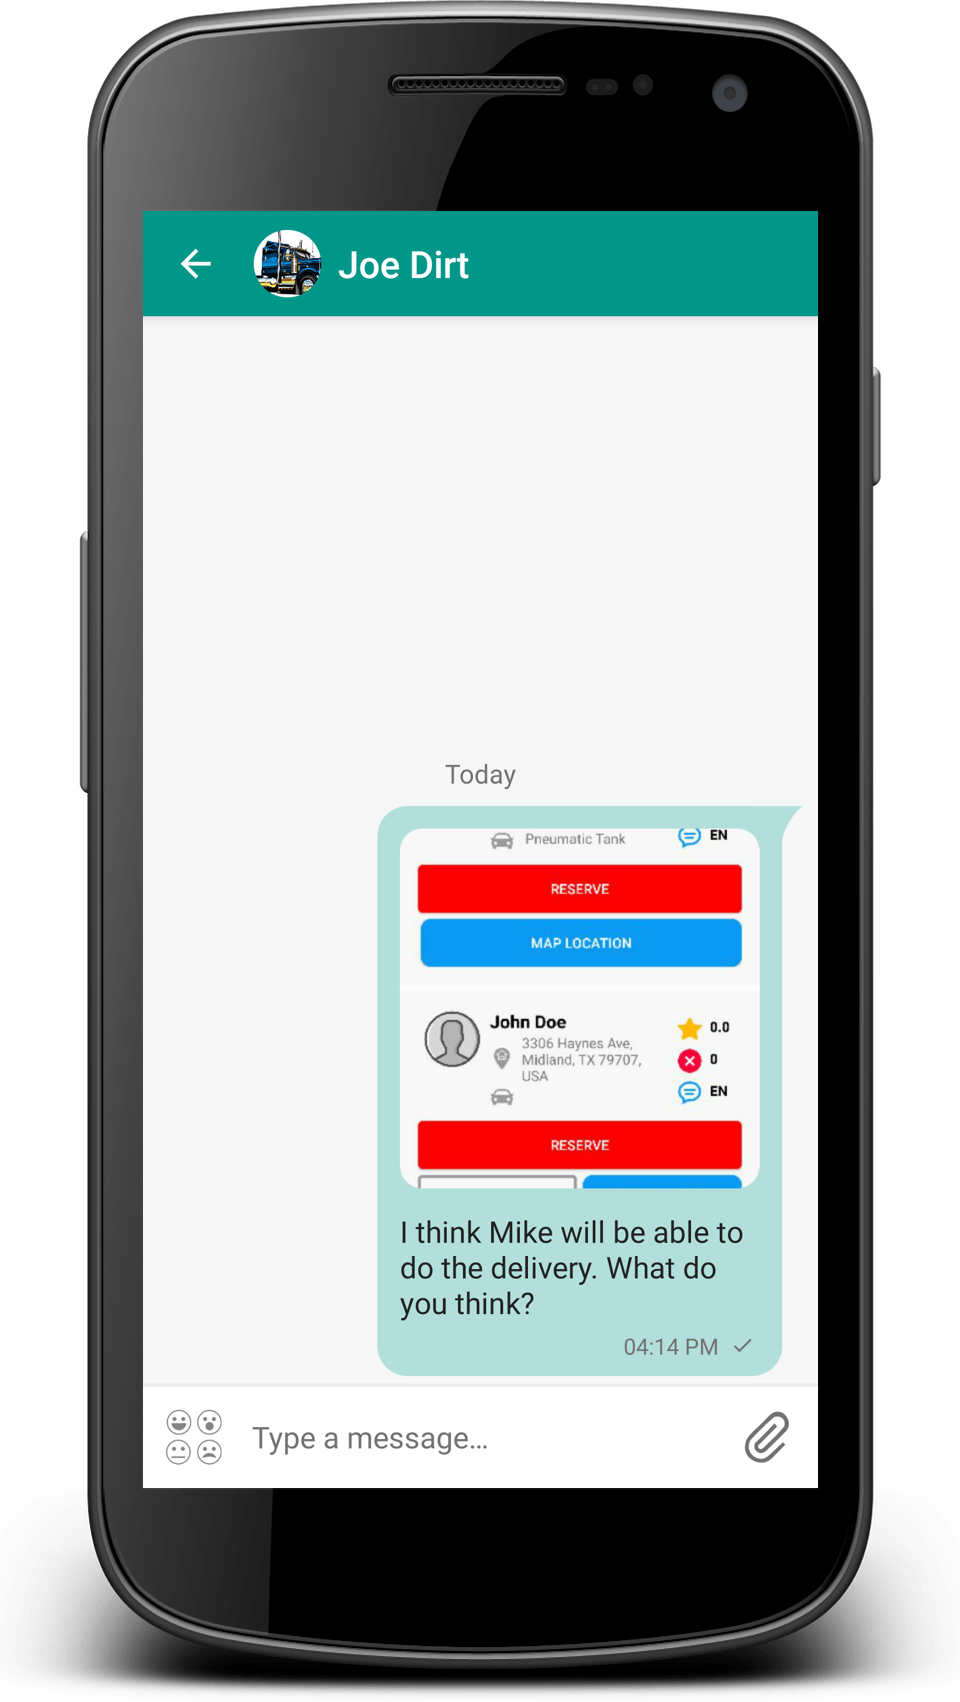 Joe Dirt
Today
Pneumatic Tank
EN
RESERVE
MAP LOCATION
John Doe
0.0
3306 Haynes Ave,
Midland, TX 79707,
USA
0
EN
RESERVE
I think Mike will be able to
do the delivery. What do
you think?
04:14 PM
Type a message...